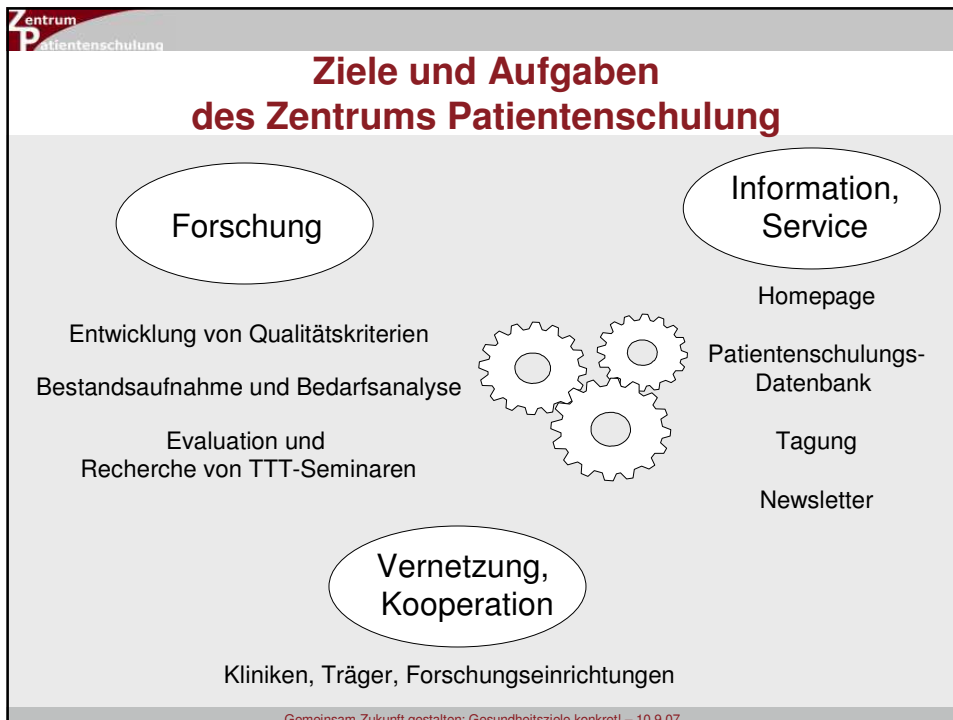 Zentrum
Patientenschulung
Ziele und Aufgaben
des Zentrums Patientenschulung
Forschung
Entwicklung von Qualitätskriterien
Bestandsaufnahme und Bedarfsanalyse
Evaluation und
Recherche von TTT-Seminaren
Information,
Service
Homepage
Patientenschulungs-
Datenbank
Tagung
Newsletter
Vernetzung,
Kooperation
Kliniken, Träger, Forschungseinrichtungen
Gemeinsam Zukunft gestalten: Gesundheitsziele konkret! – 10.9.07